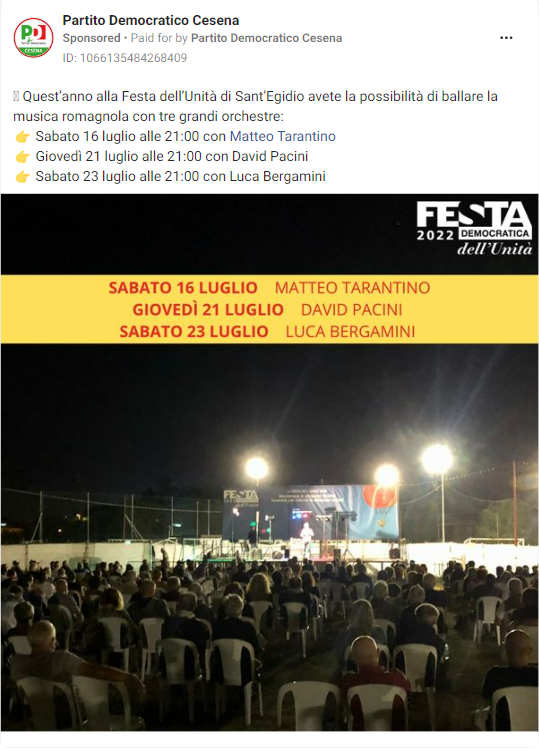 Partito Democratico Cesena
Sponsored • Paid for by Partito Democratico Cesena
ID: 1066135484268409
Quest'anno alla Festa dell'Unità di Sant'Egidio avete la possibilità di ballare la
musica romagnola con tre grandi orchestre:
👉 Sabato 16 luglio alle 21:00 con Matteo Tarantino
👉 Giovedì 21 luglio alle 21:00 con David Pacini
👉 Sabato 23 luglio alle 21:00 con Luca Bergamini
FESTA
2022 DEMOCRATICA
dell'Unità
SABATO 16 LUGLIO MATTEO TARANTINO
GIOVEDÌ 21 LUGLIO DAVID PACINI
SABATO 23 LUGLIO LUCA BERGAMINI
FESTA
dell'Unità